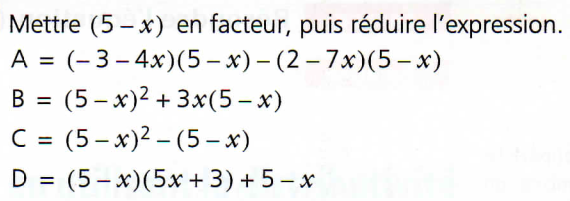 Mettre (5 – x) en facteur, puis réduire l'expression.
A = (– 3 – 4x)(5 – x) – (2 – 7x)(5 – x)
B = (5 – x)² + 3x(5 – x)
C = (5 – x)² – (5 – x)
D = (5 – x)(5x + 3) + 5 – x